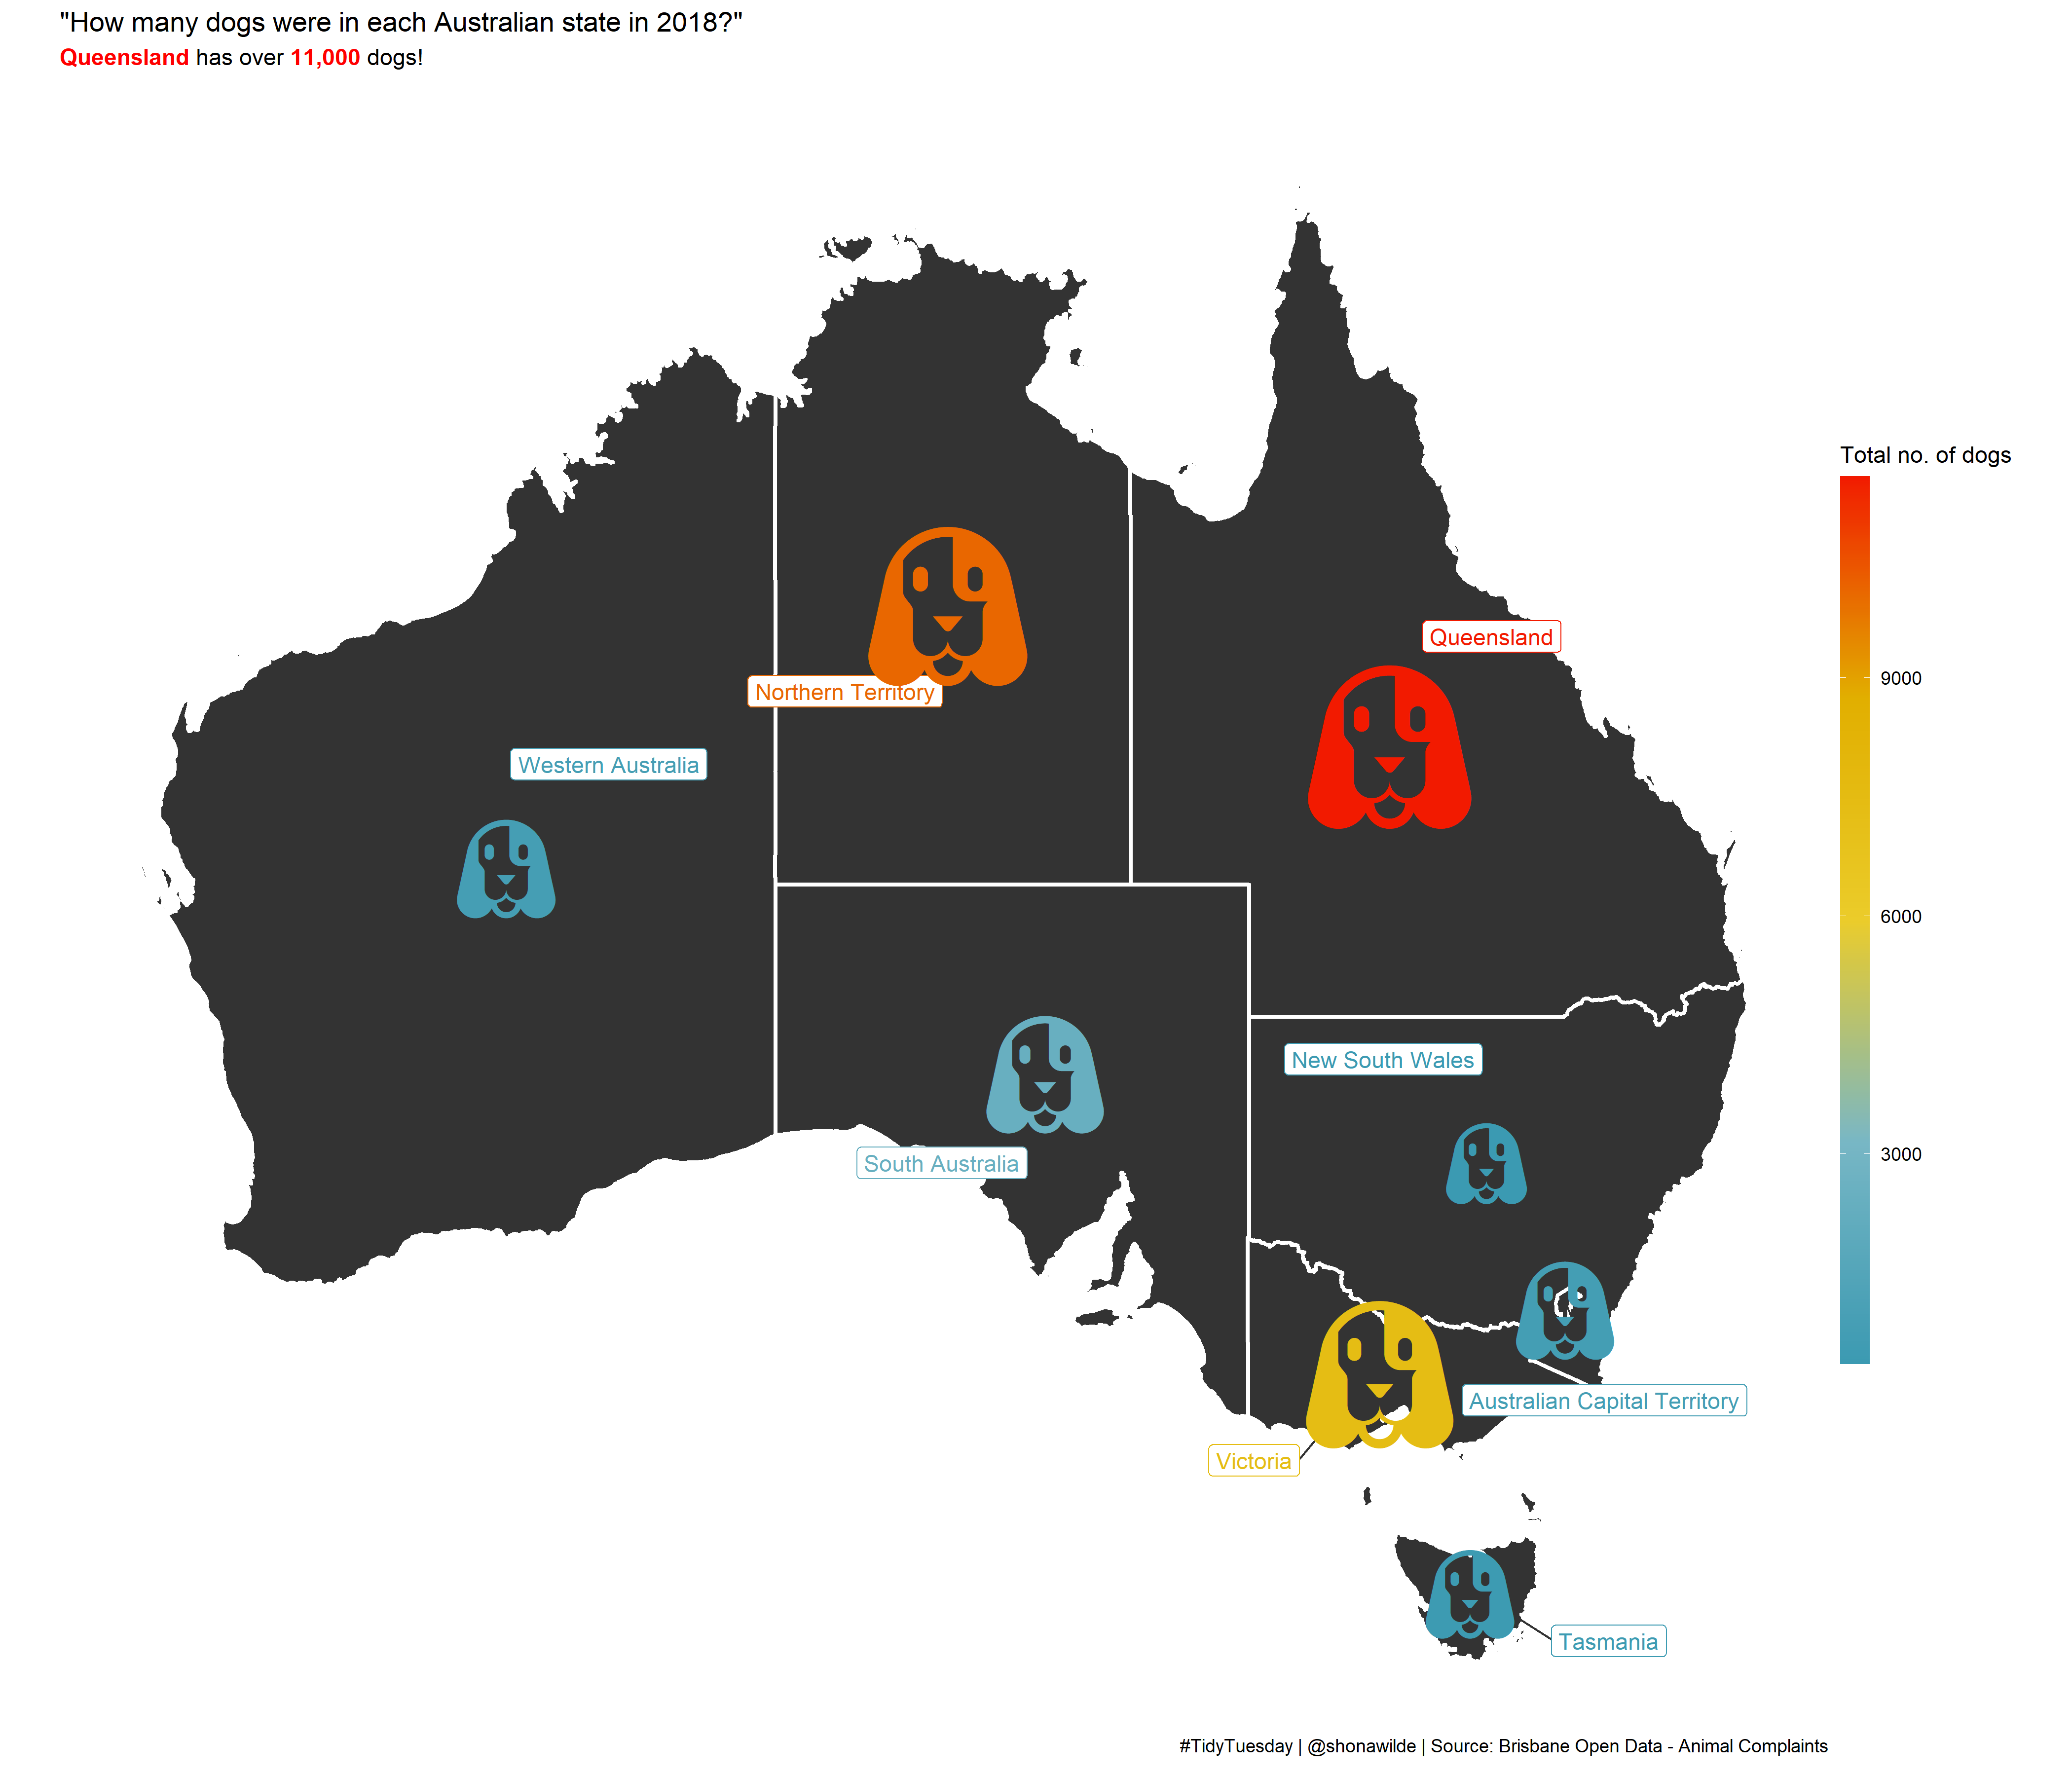 "How many dogs were in each Australian state in 2018?"
Queensland has over 11,000 dogs!
Total no. of dogs
9000
6000
3000
Queensland
Northern Territory
Western Australia
New South Wales
South Australia
Australian Capital Territory
Victoria
Tasmania
#TidyTuesday | @shonawilde | Source: Brisbane Open Data - Animal Complaints